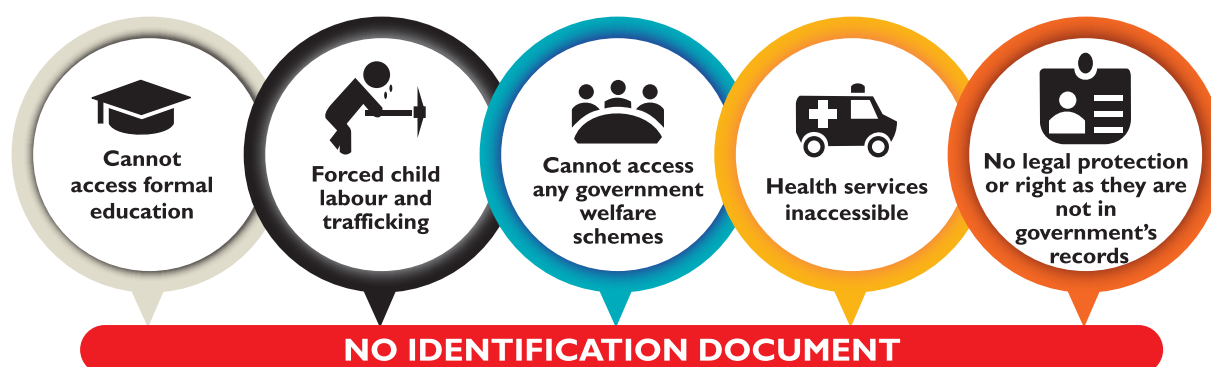 Cannot
access formal
education
Forced child
labour and
trafficking
Cannot access
any government
welfare
schemes
Health services
inaccessible
No legal protection
or right as they are
not in
government's
records
NO IDENTIFICATION DOCUMENT